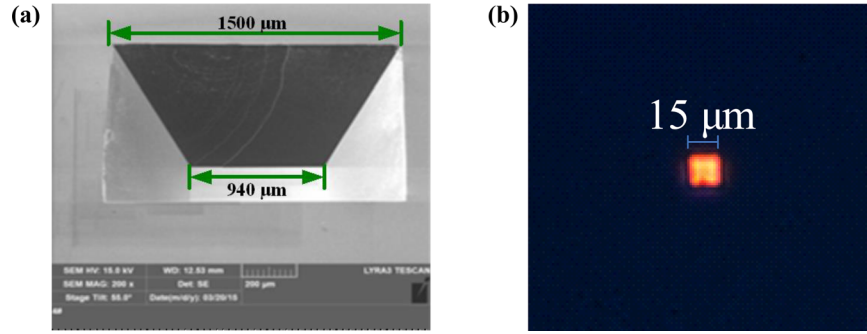 (a)
1500 μm
940 μm
SEM HV: 15.0 kV
WD: 12.53 mm
LYRA3 TESCAN
SEM MAG: 200 x
Det: SE
200 μm
Stage Tilt: 55.0°
Date(m/d/y): 03/20/15
(b)
15 μm